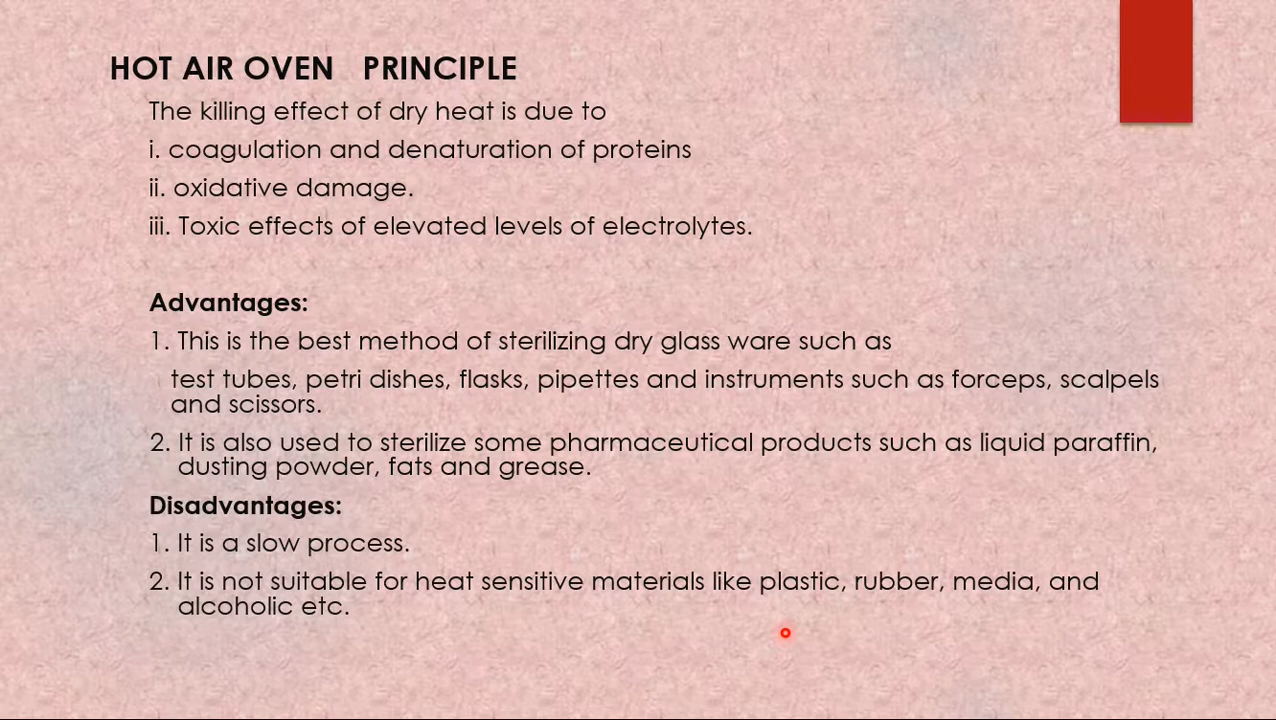 HOT AIR OVEN PRINCIPLE
The killing effect of dry heat is due to
i. coagulation and denaturation of proteins
ii. oxidative damage.
iii. Toxic effects of elevated levels of electrolytes.
Advantages:
1. This is the best method of sterilizing dry glass ware such as
test tubes, petri dishes, flasks, pipettes and instruments such as forceps, scalpels
and scissors.
2. It is also used to sterilize some pharmaceutical products such as liquid paraffin,
dusting powder, fats and grease.
Disadvantages:
1. It is a slow process.
2. It is not suitable for heat sensitive materials like plastic, rubber, media, and
alcoholic etc.